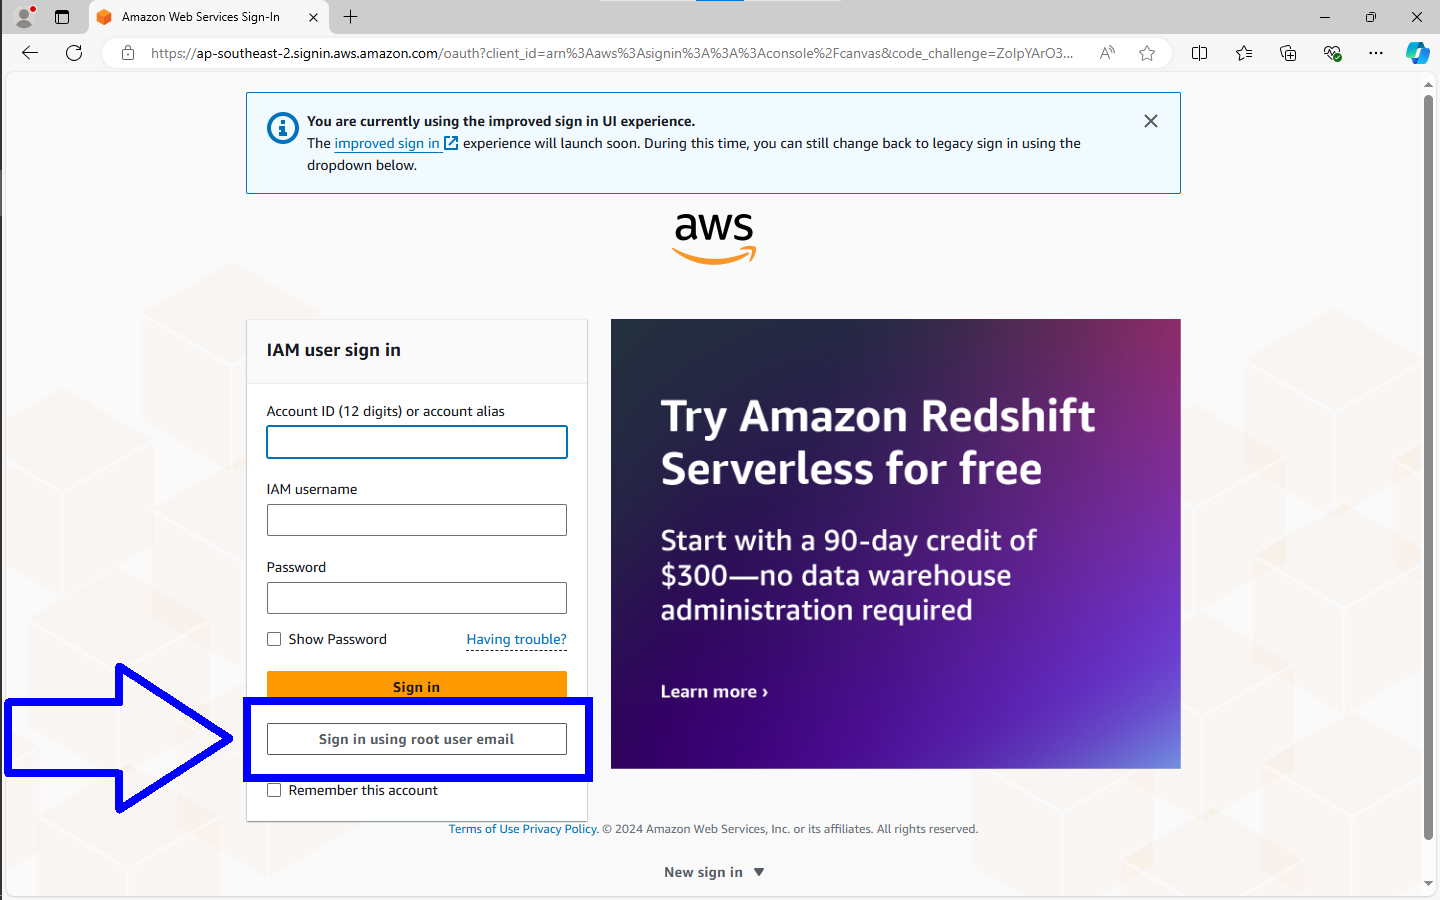 Amazon Web Services Sign-In
https://ap-southeast-2.signin.aws.amazon.com/oauth?client_id=arn%3Aaws%3Asignin%3A%3A%3Aconsole%2Fcanvas&code_challenge=ZoIpYArO3...
You are currently using the improved sign in UI experience.
The improved sign in experience will launch soon. During this time, you can still change back to legacy sign in using the
dropdown below.
aws
IAM user sign in
Account ID (12 digits) or account alias
IAM username
Password
Show Password
Having trouble?
Sign in
Sign in using root user email
Remember this account
Try Amazon Redshift
Serverless for free
Start with a 90-day credit of
$300—no data warehouse
administration required
Learn more ›
Terms of Use Privacy Policy. © 2024 Amazon Web Services, Inc. or its affiliates. All rights reserved.
New sign in